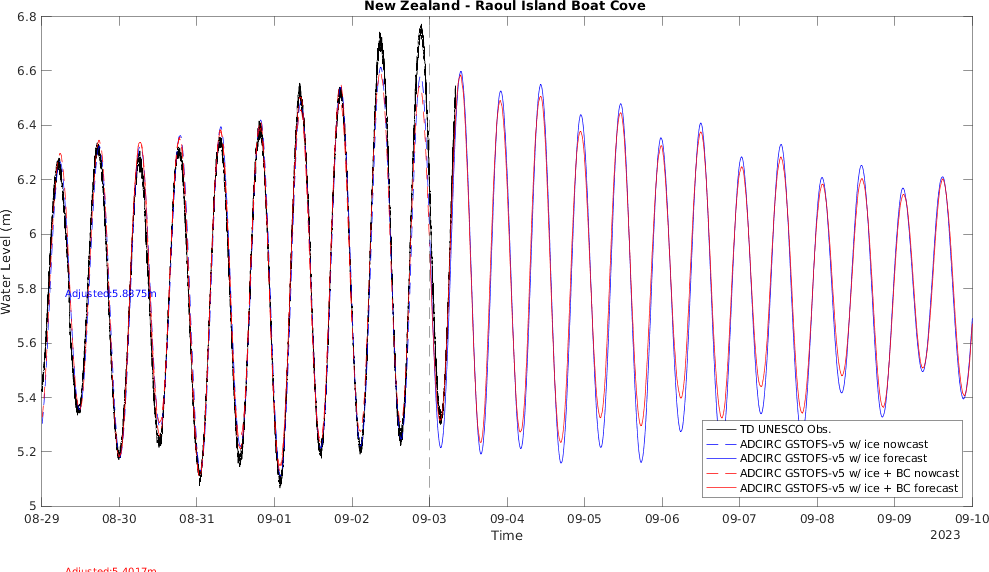 New Zealand - Raoul Island Boat Cove
6.8
6.6
6.4
6.2
6
5.8
5.6
5.4
5.2
5
Water Level (m)
Adjusted:5.8875m
TD UNESCO Obs.
ADCIRC GSTOFS-v5 w/ ice nowcast
ADCIRC GSTOFS-v5 w/ ice forecast
ADCIRC GSTOFS-v5 w/ ice + BC nowcast
ADCIRC GSTOFS-v5 w/ ice + BC forecast
08-29
08-30
08-31
09-01
09-02
09-03
09-04
09-05
09-06
09-07
09-08
09-09
09-10
Time
2023
Adjusted:5.4017m